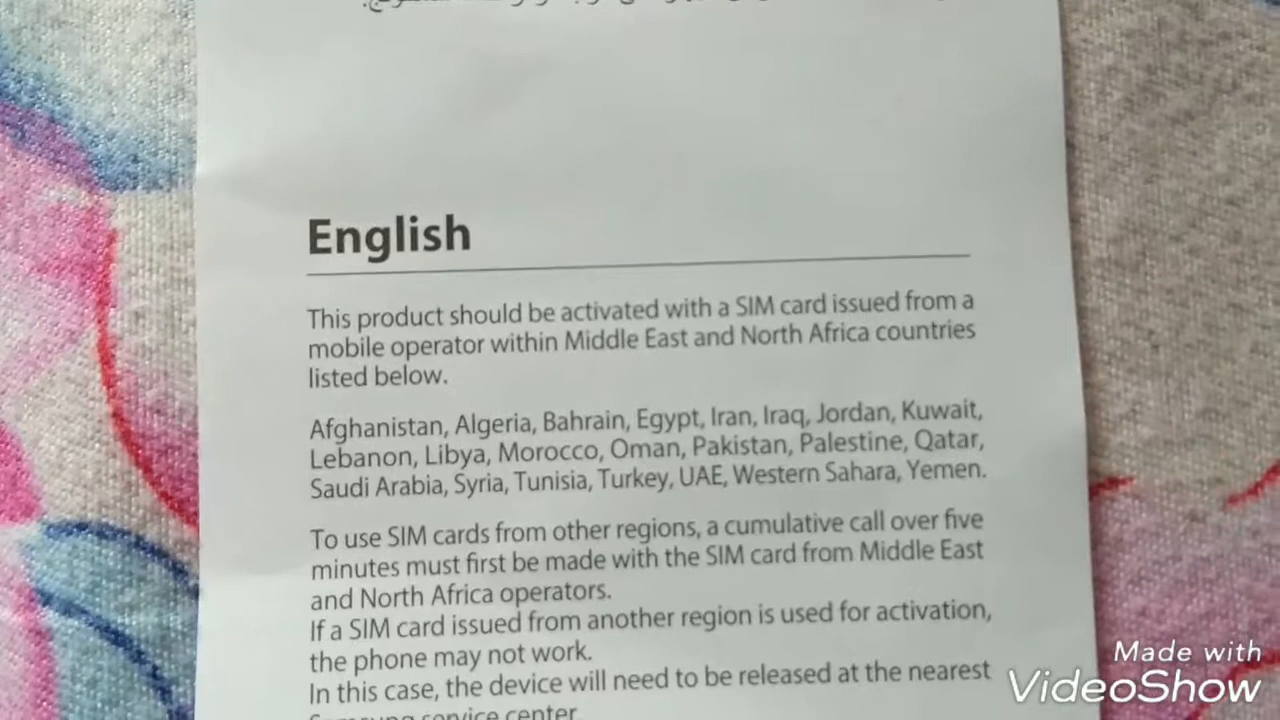 English
This product should be activated with a SIM card issued from a
mobile operator within Middle East and North Africa countries
listed below.
Afghanistan, Algeria, Bahrain, Egypt, Iran, Iraq, Jordan, Kuwait,
Lebanon, Libya, Morocco, Oman, Pakistan, Palestine, Qatar,
Saudi Arabia, Syria, Tunisia, Turkey, UAE, Western Sahara, Yemen.
To use SIM cards from other regions, a cumulative call over five
minutes must first be made with the SIM card from Middle East
and North Africa operators.
If a SIM card issued from another region is used for activation,
the phone may not work.
In this case, the device will need to be released at the nearest
Samsung service center.
Made with
VideoShow